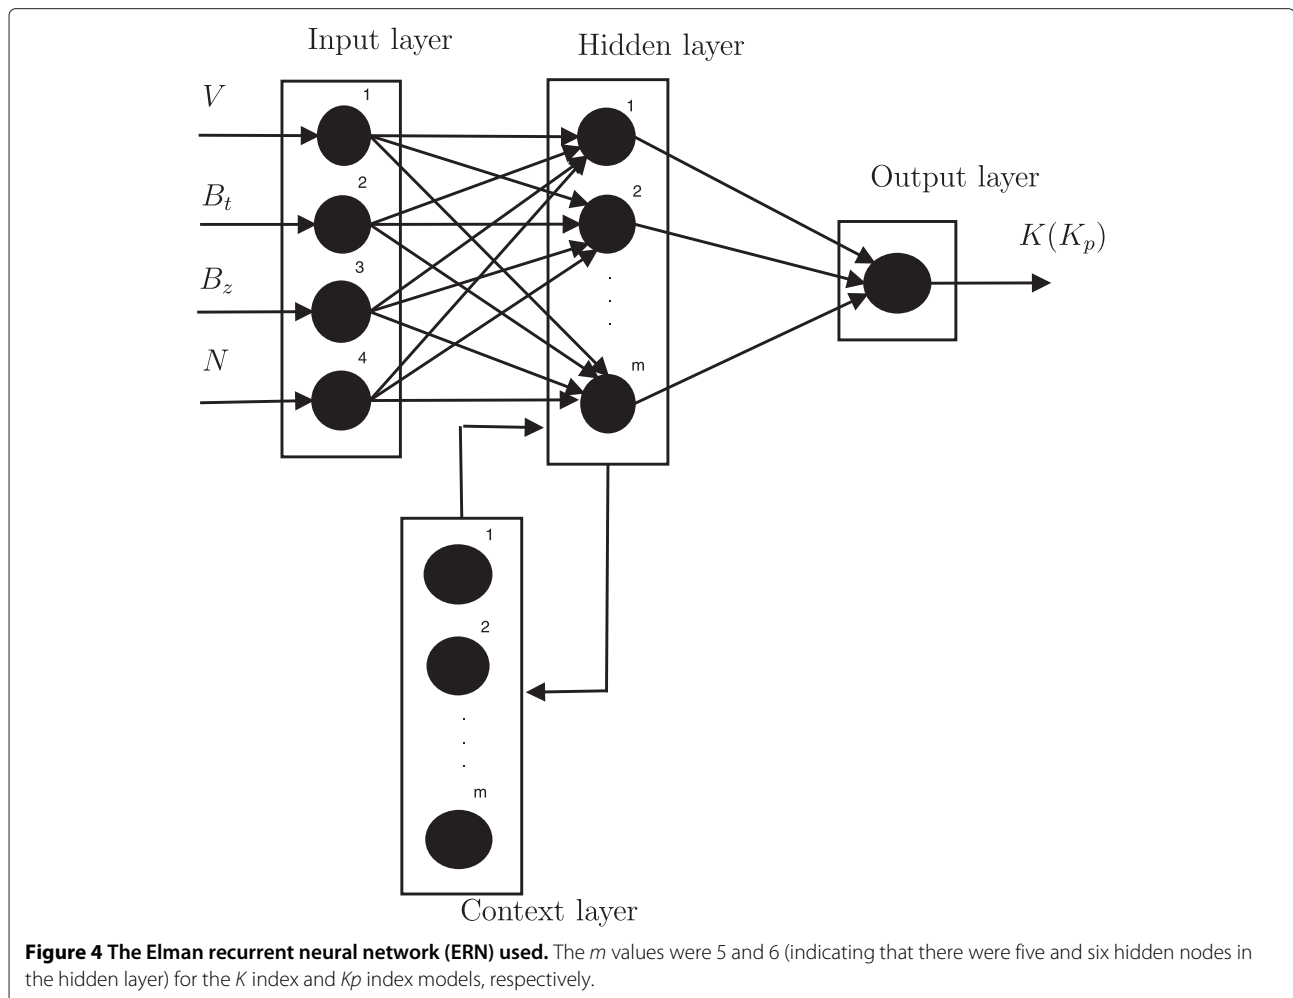 Input layer
Hidden layer
V
1
1
B_t
2
2
Output layer
K(K_p)
B_z
3
.
.
.
N
4
m
1
2
.
.
.
m
Context layer
Figure 4 The Elman recurrent neural network (ERN) used. The m values were 5 and 6 (indicating that there were five and six hidden nodes in
the hidden layer) for the K index and Kp index models, respectively.